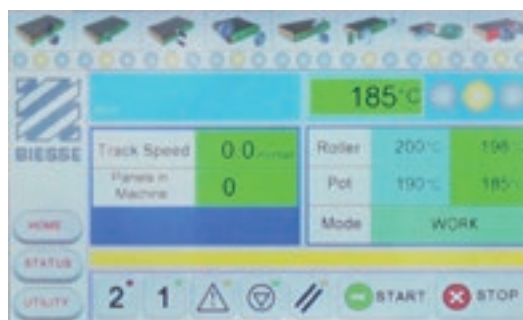 185°C
BIESSE
Track Speed 0.0
Panels in Machine 0
Roller 200°C 198
Pot 190°C 185°
Mode WORK
HOME
STATUS
UTILITY
2 1 START STOP